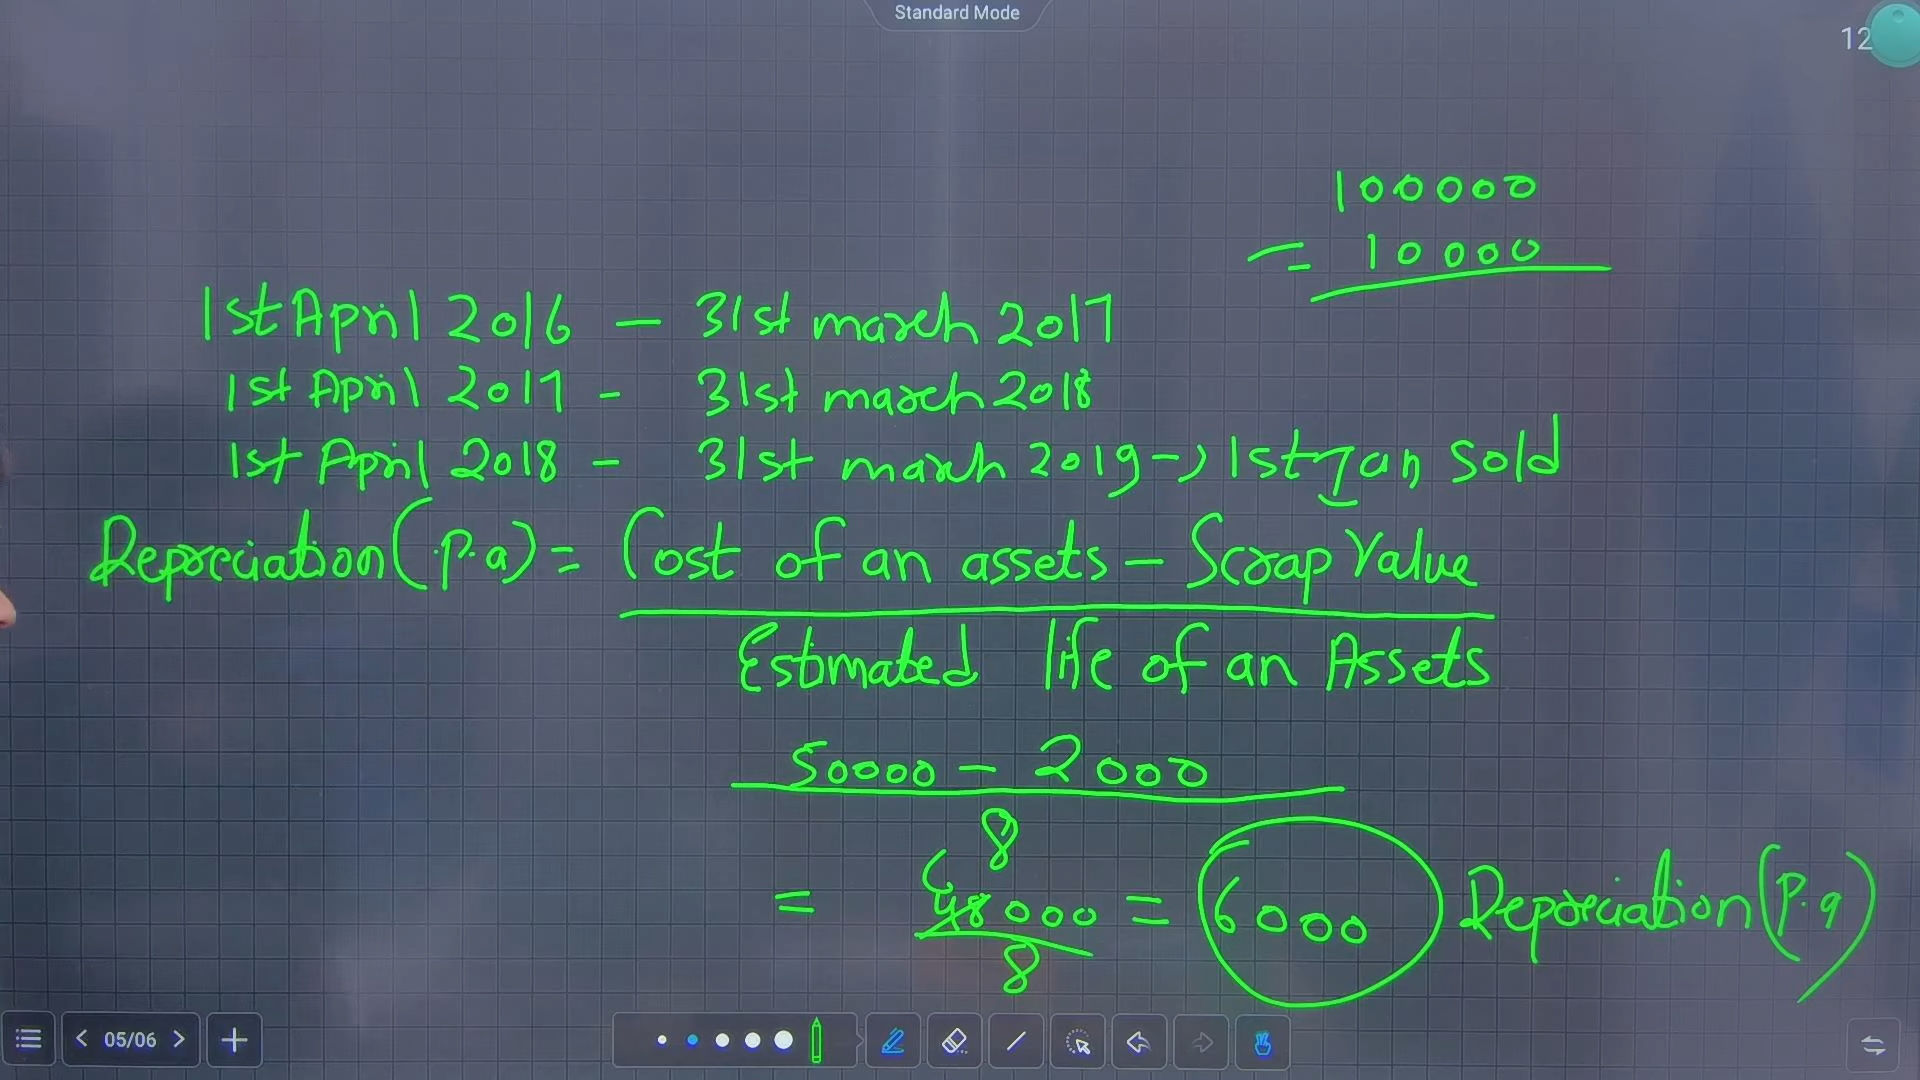 Standard Mode
12
100000
- = 10000
1st April 2016 - 31st march 2017
1st April 2017 - 31st march 2018
1st April 2018 - 31st march 2019 → 1st Jan, sold
Depreciation (p.a) = Cost of an assets - Scrap Value
Estimated life of an Assets
50000 - 2000
8
6
= 48000 = 6000 Depreciation (P.a)
8
05/06